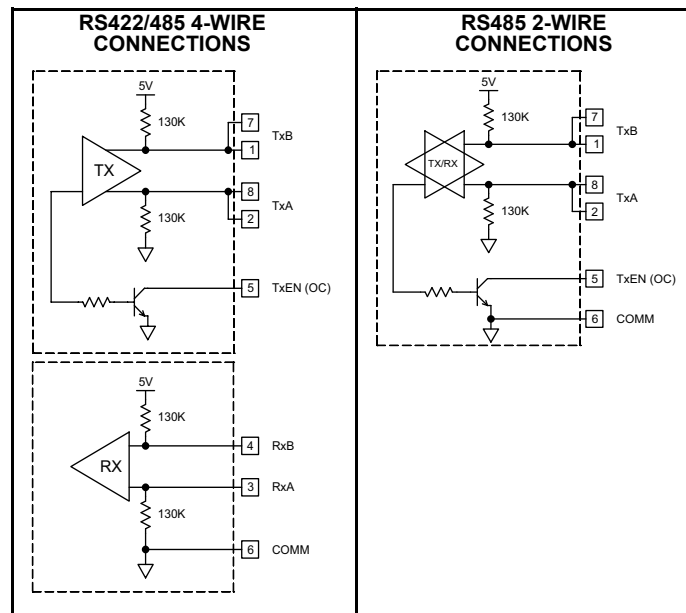 RS422/485 4-WIRE
CONNECTIONS
5V
130K
7
TxB
1
TX
8
TxA
2
130K
5
TxEN (OC)
5V
130K
4
RxB
RX
3
RxA
130K
6
COMM
RS485 2-WIRE
CONNECTIONS
5V
130K
7
TxB
1
TX/RX
8
TxA
2
130K
5
TxEN (OC)
6
COMM